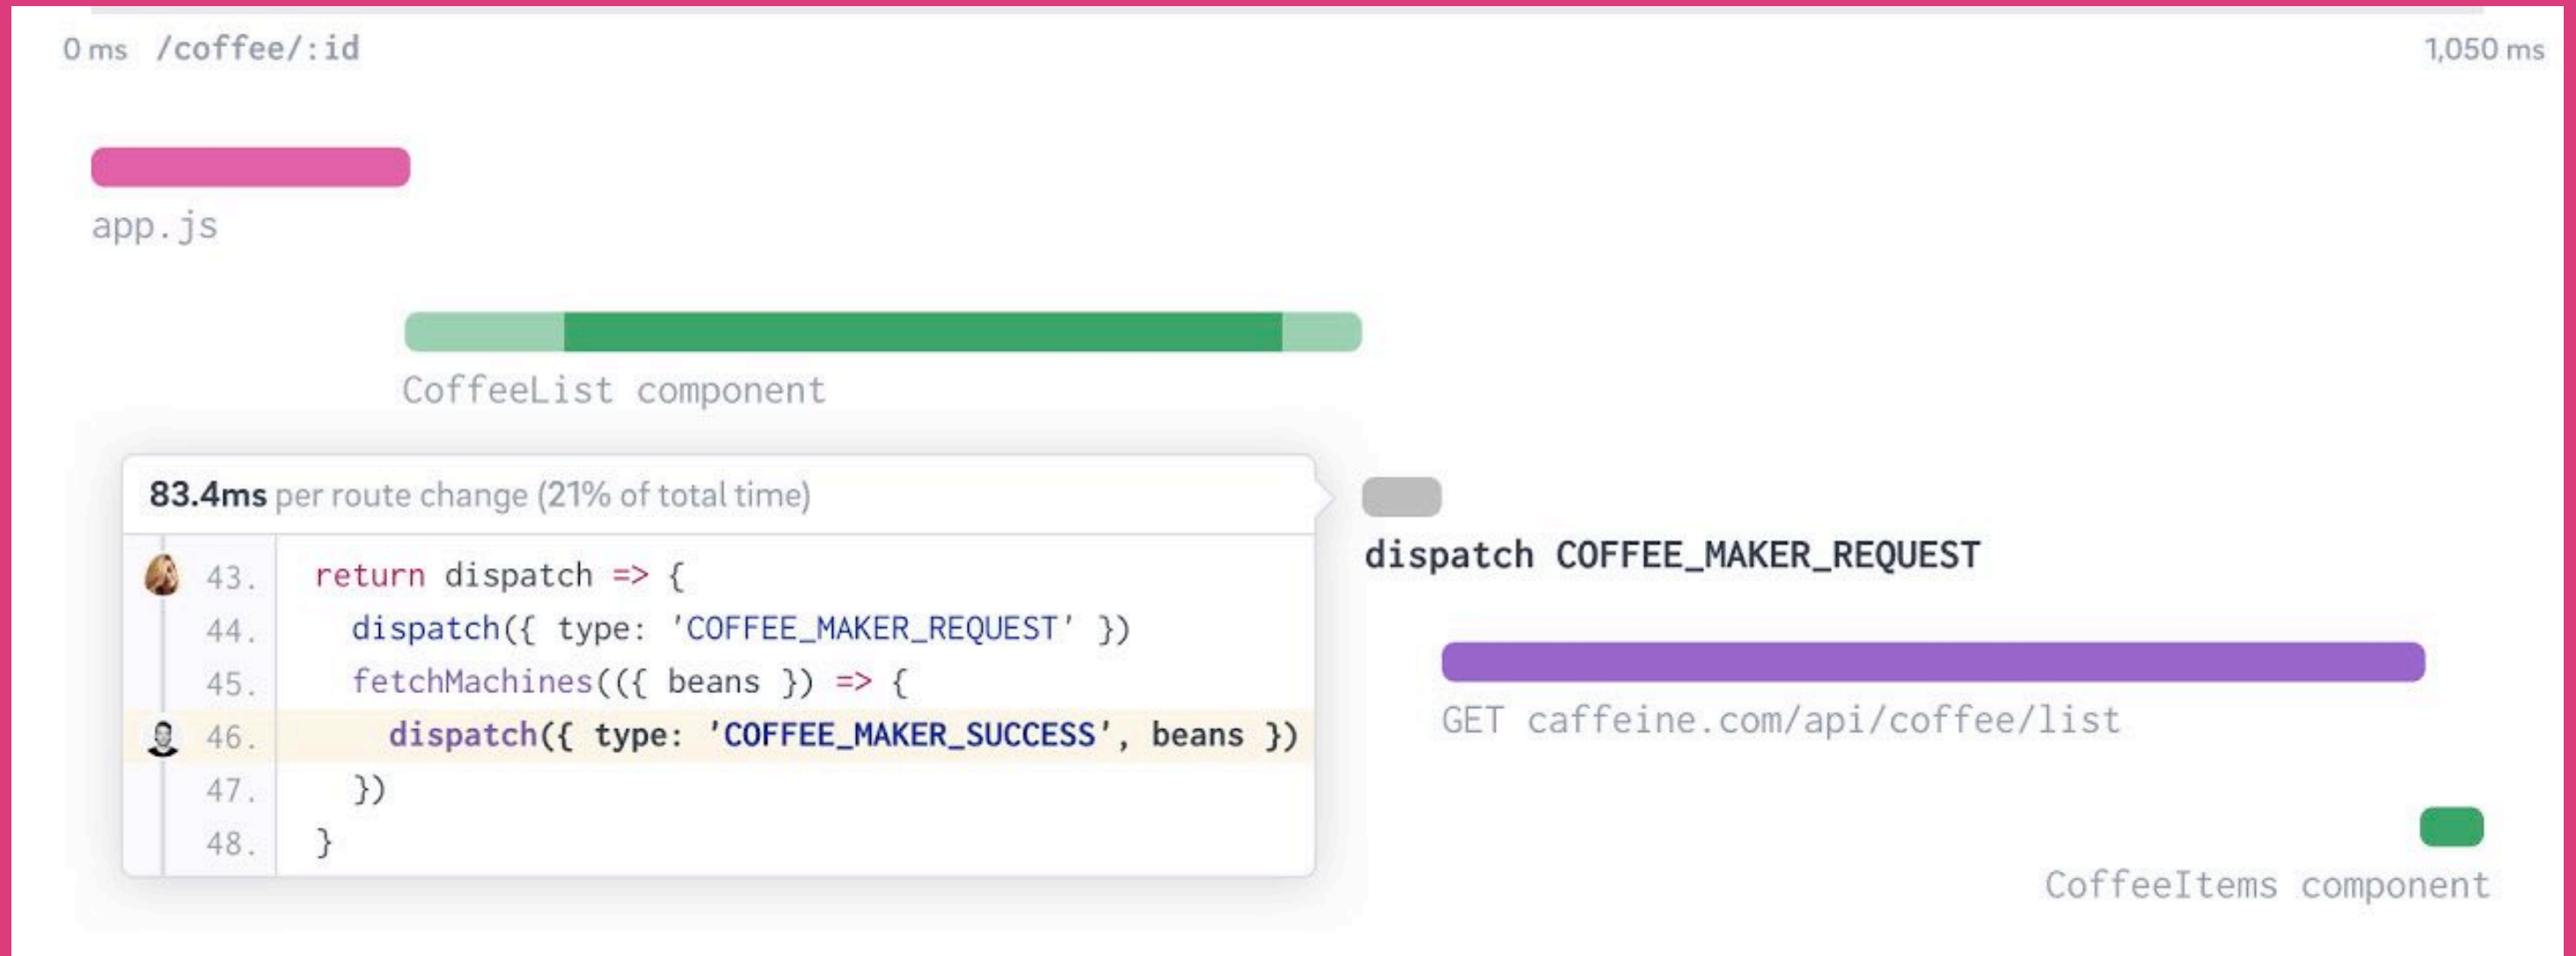 0 ms /coffee/:id 1,050 ms
app.js
CoffeeList component
83.4ms per route change (21% of total time)
43. return dispatch => {
44. dispatch({ type: 'COFFEE_MAKER_REQUEST' })
45. fetchMachines(({ beans }) => {
46. dispatch({ type: 'COFFEE_MAKER_SUCCESS', beans })
47. })
48. }
dispatch COFFEE_MAKER_REQUEST
GET caffeine.com/api/coffee/list
CoffeeItems component